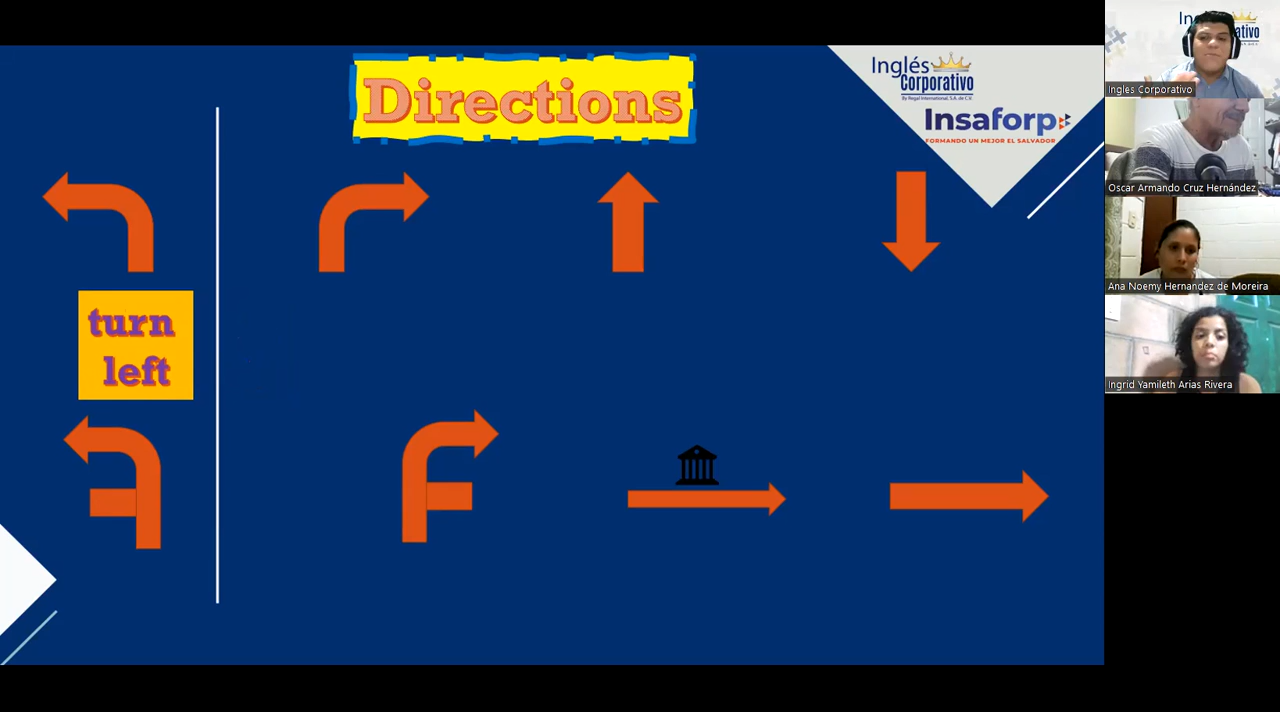 Directions
Inglés
Corporativo
By Regal International, S.A. de C.V.
Insaforp
FORMANDO UN MEJOR EL SALVADOR
turn
left
Ingles Corporativo
Oscar Armando Cruz Hernández
Ana Noemy Hernandez de Moreira
Ingrid Yamileth Arias Rivera